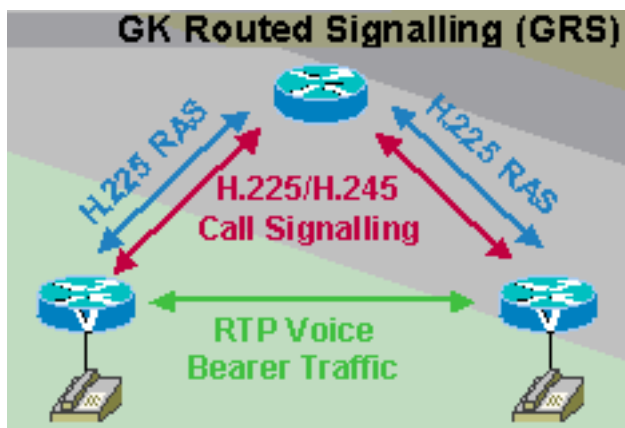 GK Routed Signalling (GRS)
H.225 RAS
H.225 RAS
H.225/H.245
Call Signalling
V
V
RTP Voice
Bearer Traffic